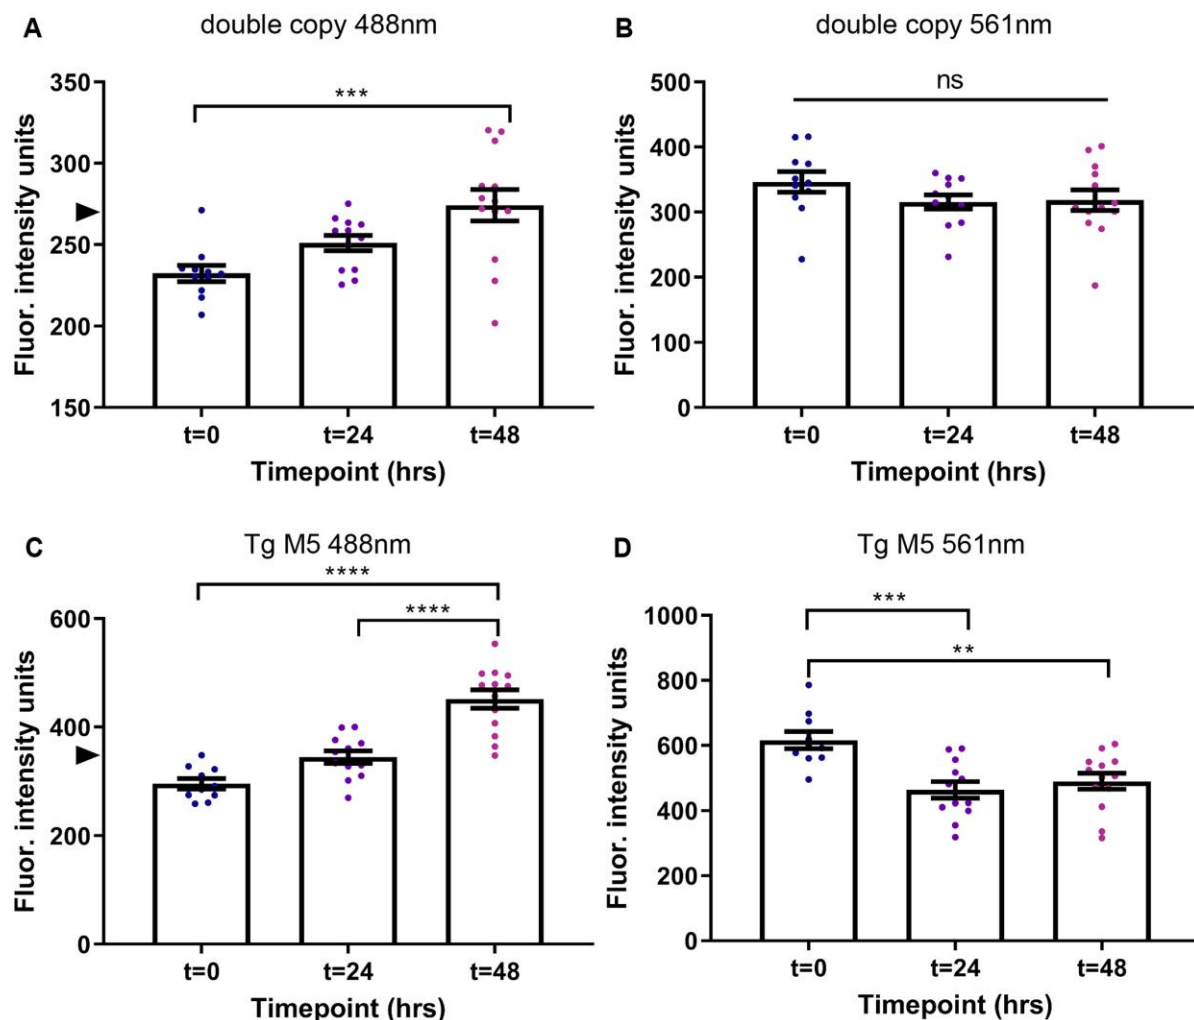 A
double copy 488nm
Fluor. intensity units
350
300
250
200
150
***
t=0
t=24
t=48
Timepoint (hrs)
B
double copy 561nm
Fluor. intensity units
500
400
300
200
100
0
ns
t=0
t=24
t=48
Timepoint (hrs)
C
Tg M5 488nm
Fluor. intensity units
600
400
200
0
****
****
t=0
t=24
t=48
Timepoint (hrs)
D
Tg M5 561nm
Fluor. intensity units
1000
800
600
400
200
0
***
**
t=0
t=24
t=48
Timepoint (hrs)